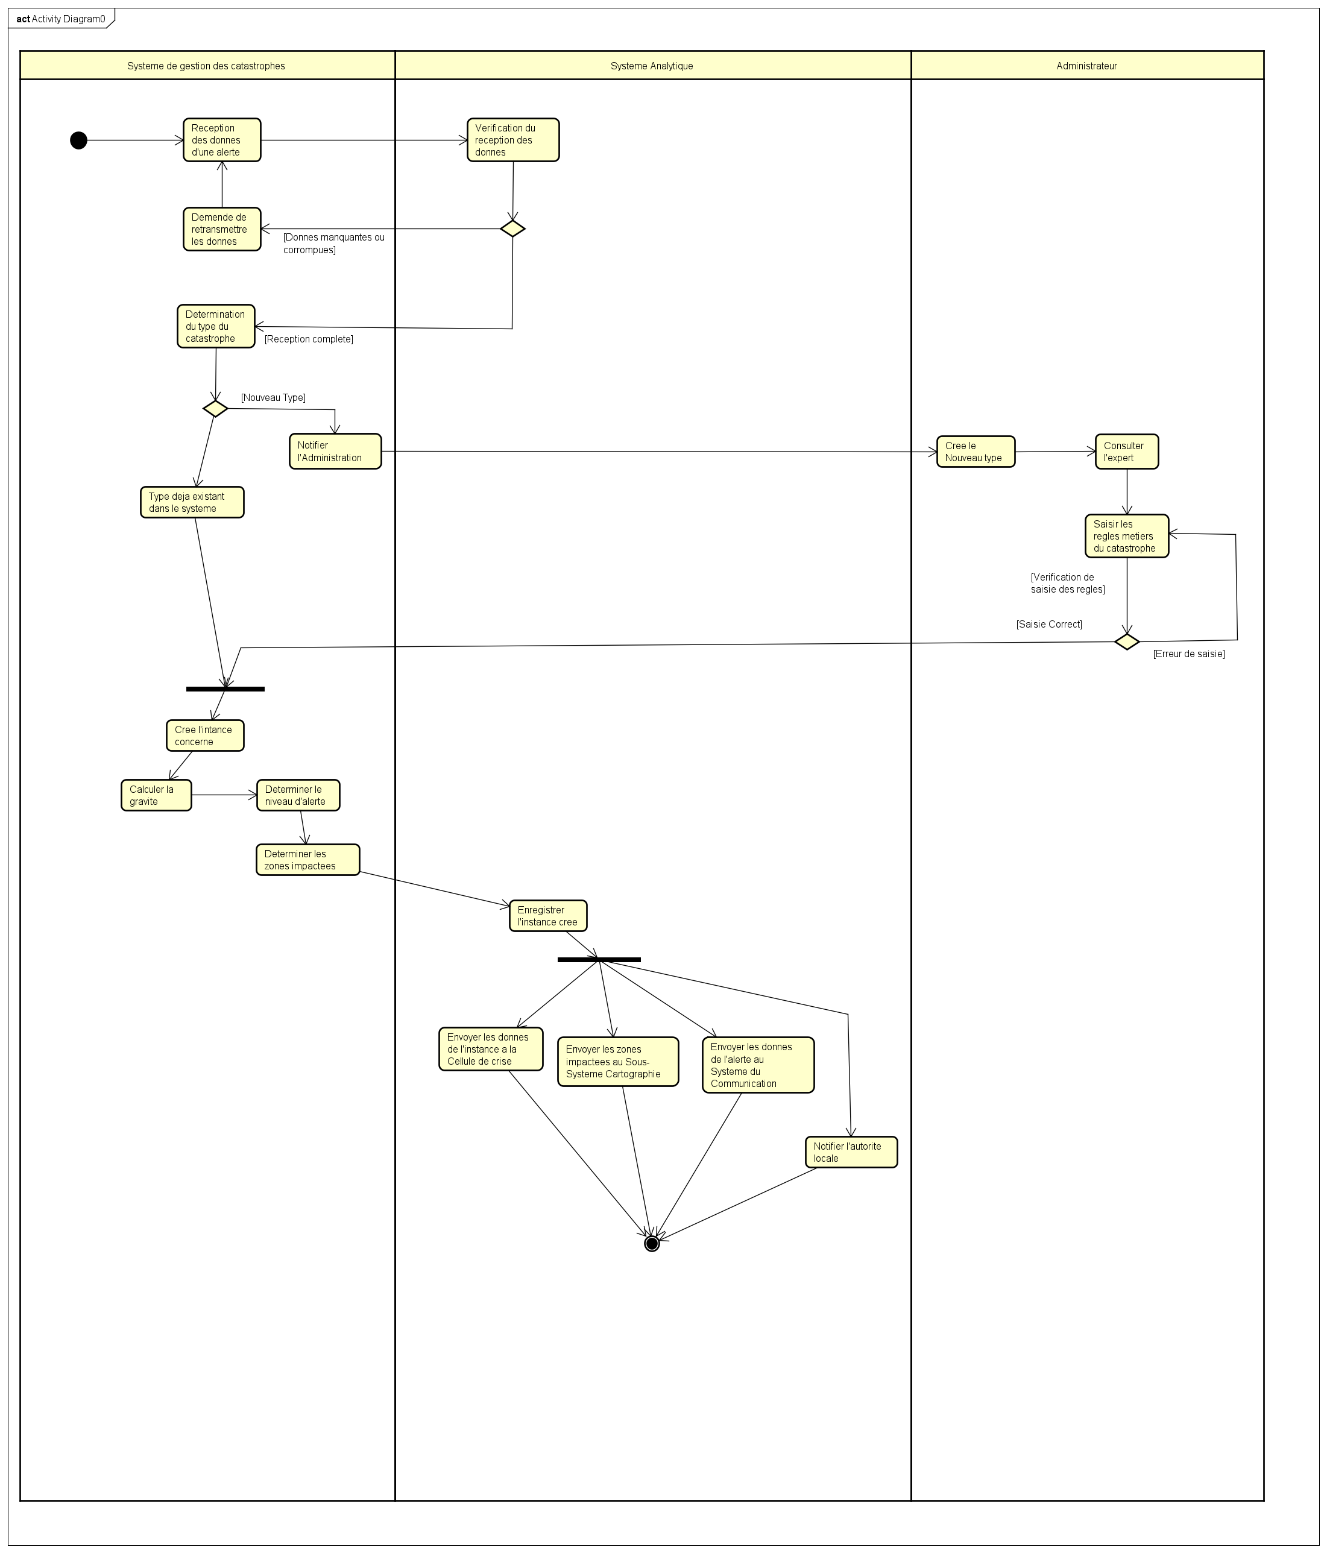 act Activity Diagram0
Systeme de gestion des catastrophes
Systeme Analytique
Administrateur
Reception
des donnes
d'une alerte
Verification du
reception des
donnes
Demende de
retransmettre
les donnes
[Donnes manquantes ou
corrompues]
Determination
du type du
catastrophe
[Reception complete]
[Nouveau Type]
Notifier
l'Administration
Cree le
Nouveau type
Consulter
l'expert
Type deja existant
dans le systeme
Saisir les
regles metiers
du catastrophe
[Verification de
saisie des regles]
[Saisie Correct]
[Erreur de saisie]
Cree l'intance
concerne
Calculer la
gravite
Determiner le
niveau d'alerte
Determiner les
zones impactees
Enregistrer
l'instance cree
Envoyer les donnes
de l'instance a la
Cellule de crise
Envoyer les zones
impactees au Sous-
Systeme Cartographie
Envoyer les donnes
de l'alerte au
Systeme du
Communication
Notifier l'autorite
locale